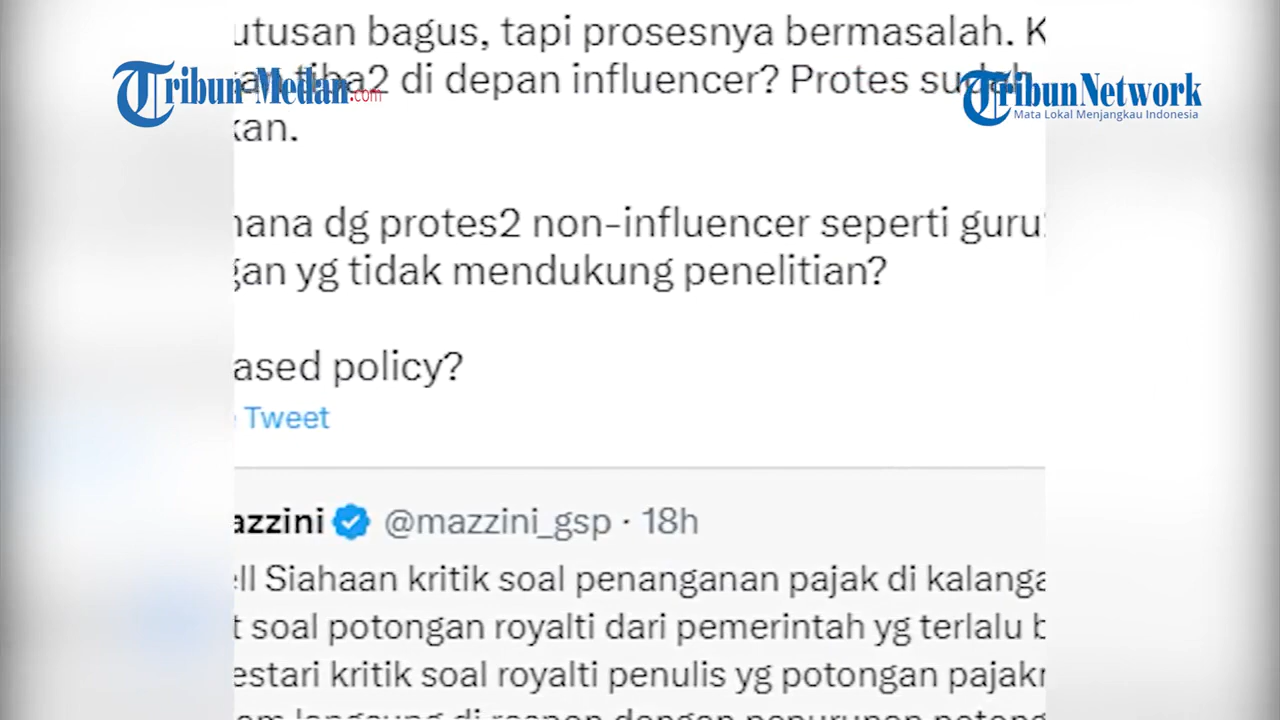 utusan bagus, tapi prosesnya bermasalah. K
Tribun-Medan.com
di depan influencer? Protes sudah
TribunNetwork
Mata Lokal Menjangkau Indonesia
kan.
mana dg protes2 non-influencer seperti guru
gan yg tidak mendukung penelitian?
ased policy?
Tweet
azzini @mazzini_gsp · 18h
ell Siahaan kritik soal penanganan pajak di kalanga
t soal potongan royalti dari pemerintah yg terlalu b
estari kritik soal royalti penulis yg potongan pajakn